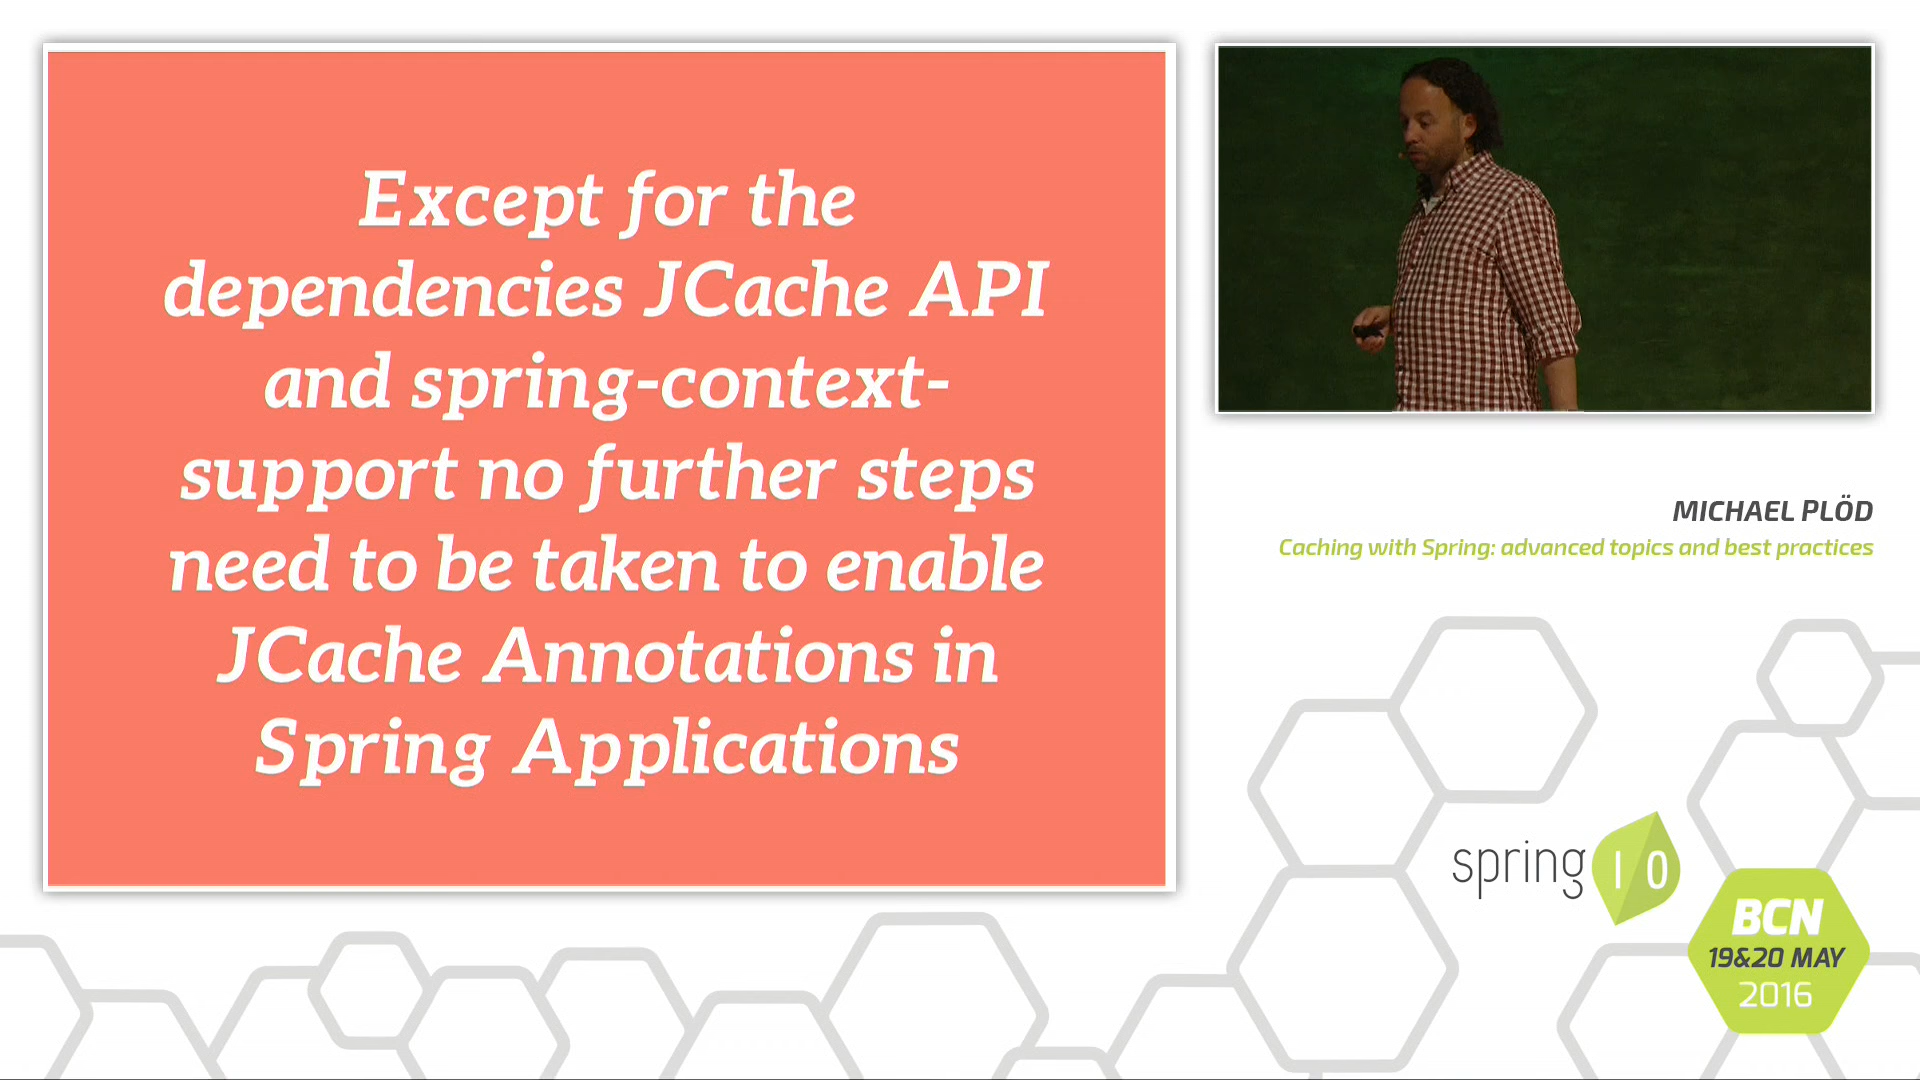 Except for the
dependencies JCache API
and spring-context-
support no further steps
need to be taken to enable
JCache Annotations in
Spring Applications
MICHAEL PLÖD
Caching with Spring: advanced topics and best practices
spring I O
BCN
19&20 MAY
2016